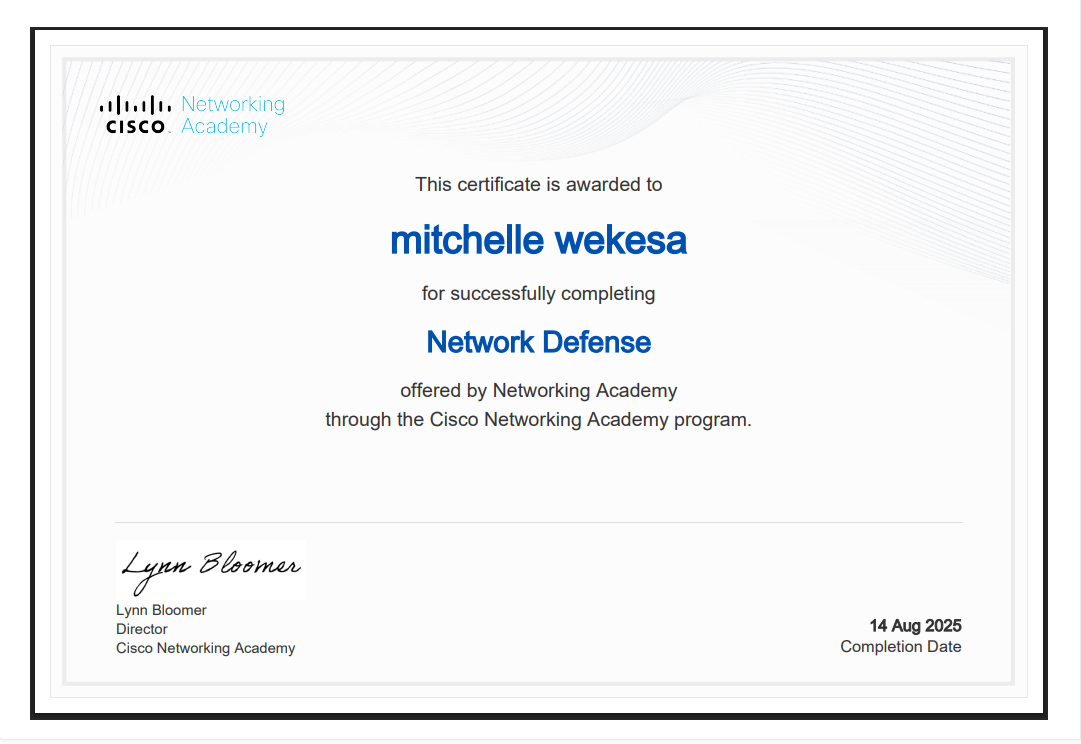 Networking
CISCO Academy
This certificate is awarded to
mitchelle wekesa
for successfully completing
Network Defense
offered by Networking Academy
through the Cisco Networking Academy program.
Lynn Bloomer
Lynn Bloomer
Director
Cisco Networking Academy
14 Aug 2025
Completion Date